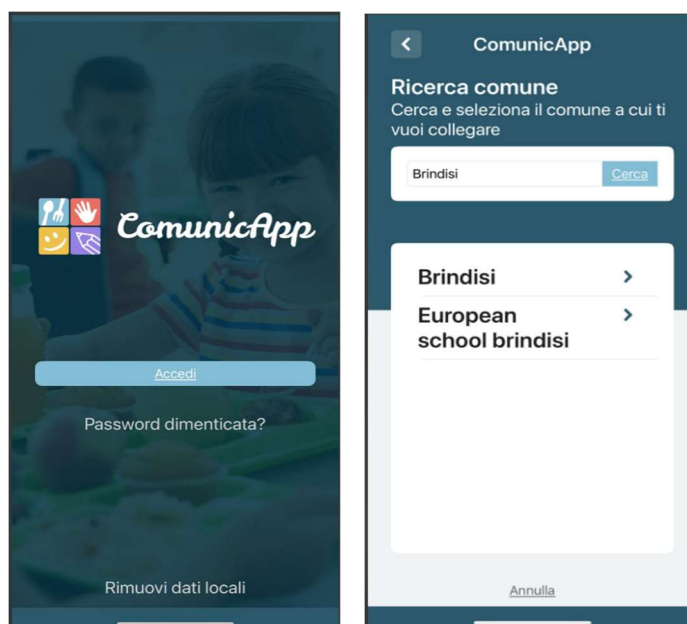 ComunicApp
Accedi
Password dimenticata?
Rimuovi dati locali
ComunicApp
Ricerca comune
Cerca e seleziona il comune a cui ti
vuoi collegare
Brindisi
Cerca
Brindisi
European
school brindisi
Annulla